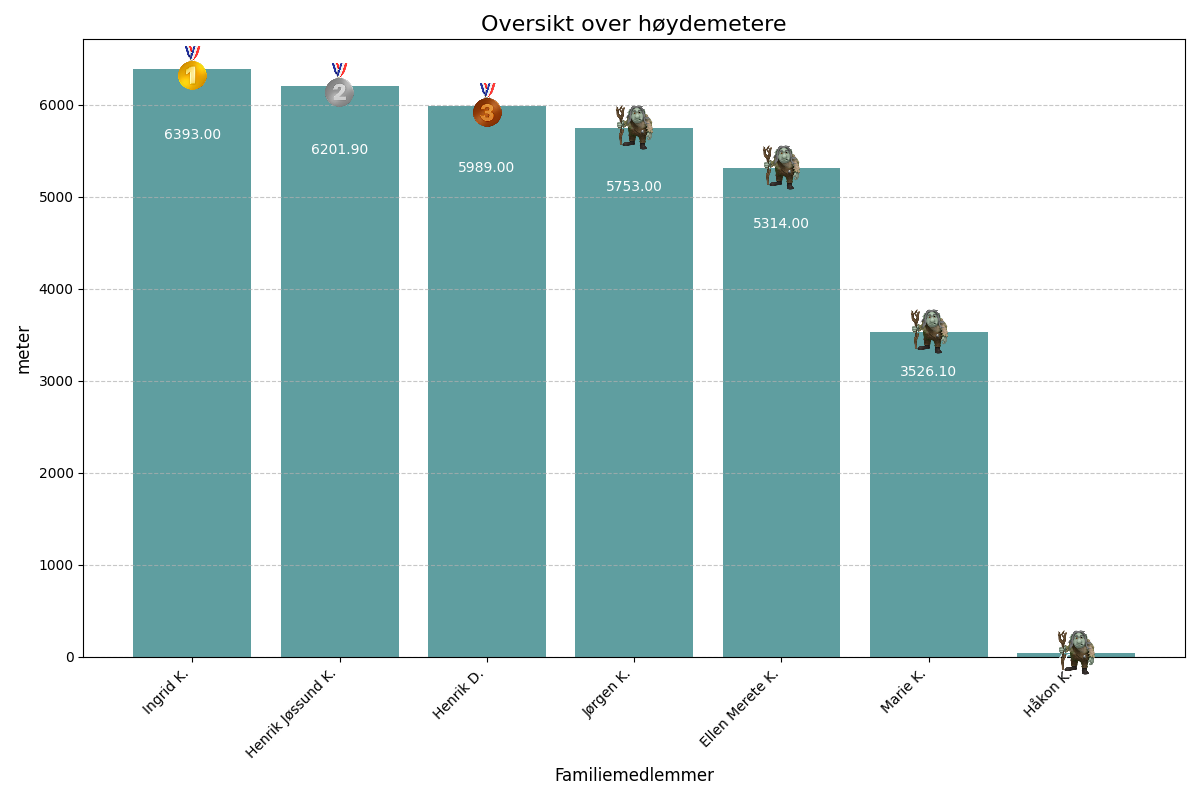 Oversikt over høydemetere
meter
6000
5000
4000
3000
2000
1000
0
1
2
3
6393.00
6201.90
5989.00
5753.00
5314.00
3526.10
Ingrid K.
Henrik Jøssund K.
Henrik D.
Jørgen K.
Ellen Merete K.
Marie K.
Håkon K.
Familiemedlemmer